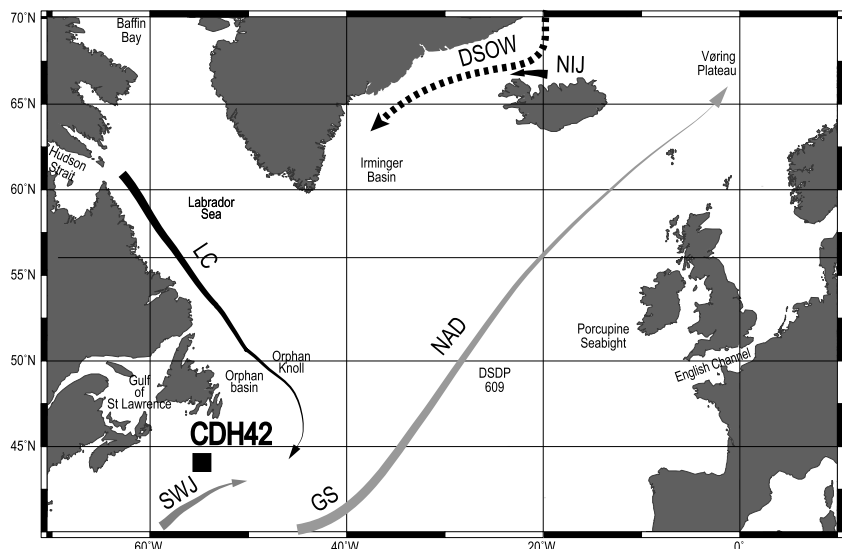 70°N
Baffin
Bay
DSOW
NIJ
Vøring
Plateau
65°N
Hudson
Strait
Irminger
Basin
60°N
Labrador
Sea
LC
55°N
NAD
Porcupine
Seabight
Orphan
Knoll
50°N
English Channel
Orphan
basin
DSDP
609
Gulf
of
St Lawrence
CDH42
45°N
SWJ
GS
60°W
40°W
20°W
0°